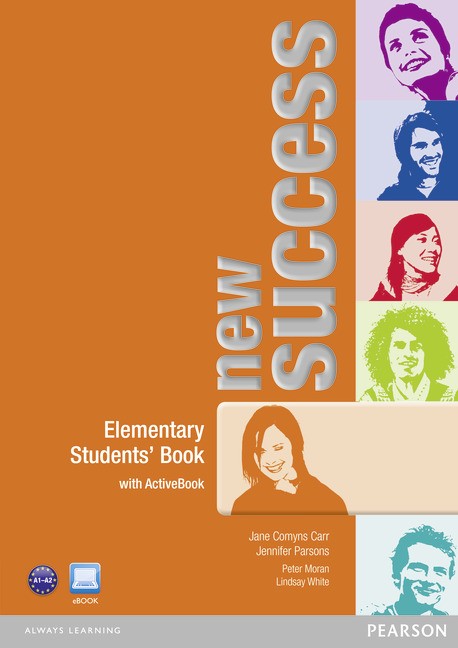 new
success
Elementary
Students' Book
with ActiveBook
Jane Comyns Carr
Jennifer Parsons
Peter Moran
Lindsay White
A1–A2
eBOOK
ALWAYS LEARNING
PEARSON